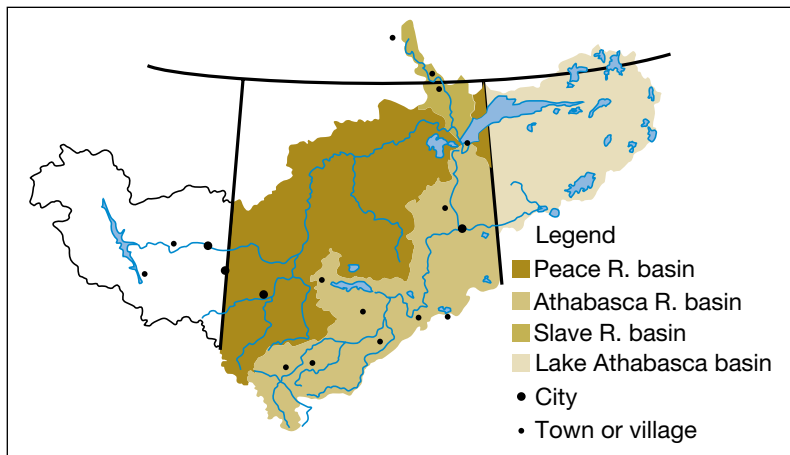 Legend
Peace R. basin
Athabasca R. basin
Slave R. basin
Lake Athabasca basin
City
Town or village